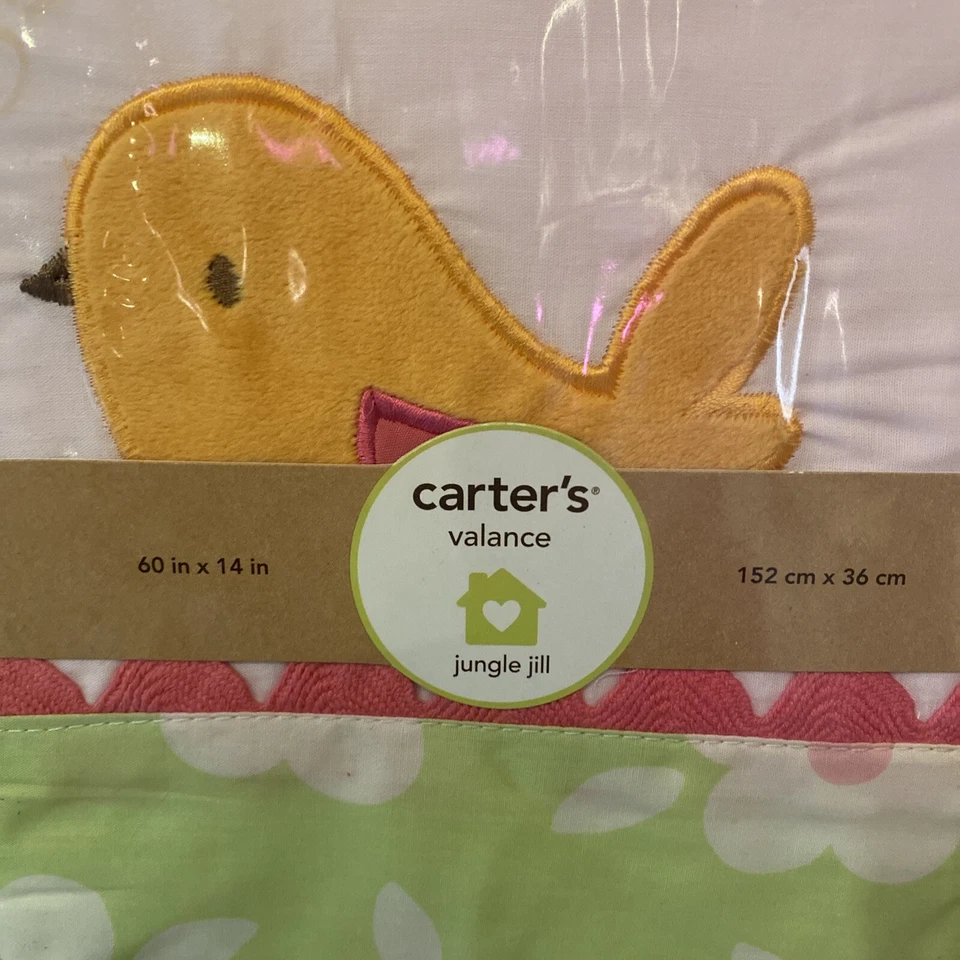 carter's®
valance
60 in x 14 in
152 cm x 36 cm
jungle jill